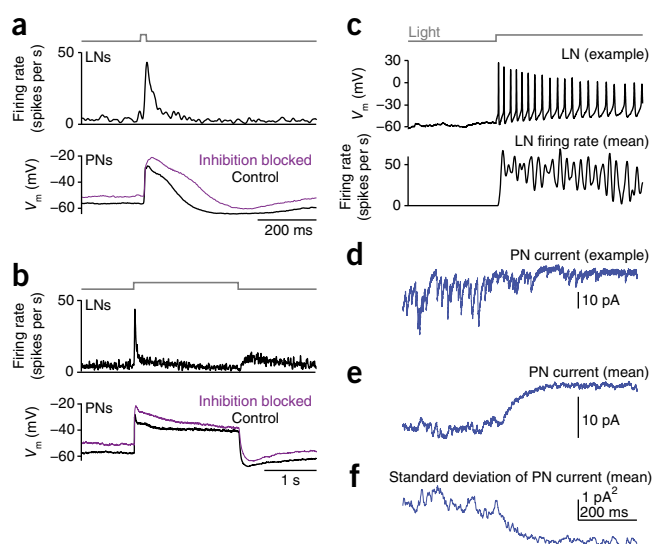 a
50
LNs
Firing rate
(spikes per s)
0
−20
PNs
Inhibition blocked
Control
−40
Vm (mV)
−60
200 ms
b
50
LNs
Firing rate
(spikes per s)
0
−20
PNs
Inhibition blocked
Control
−40
Vm (mV)
−60
1 s
c
Light
LN (example)
30
0
−30
−60
Vm (mV)
LN firing rate (mean)
50
0
Firing rate
(spikes per s)
d
PN current (example)
10 pA
e
PN current (mean)
10 pA
f
Standard deviation of PN current (mean)
1 pA²
200 ms